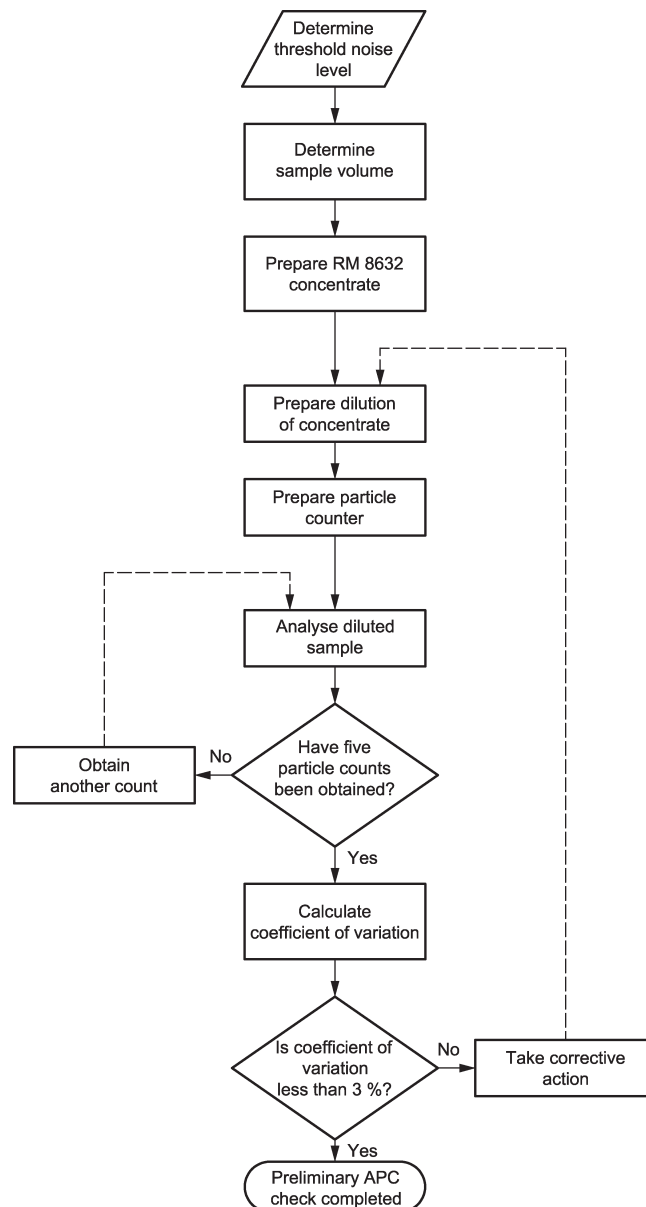 Determine
threshold noise
level
Determine
sample volume
Prepare RM 8632
concentrate
Prepare dilution
of concentrate
Prepare particle
counter
Analyse diluted
sample
Have five
particle counts
been obtained?
No
Obtain
another count
Yes
Calculate
coefficient of variation
Is coefficient of
variation
less than 3 %?
No
Take corrective
action
Yes
Preliminary APC
check completed